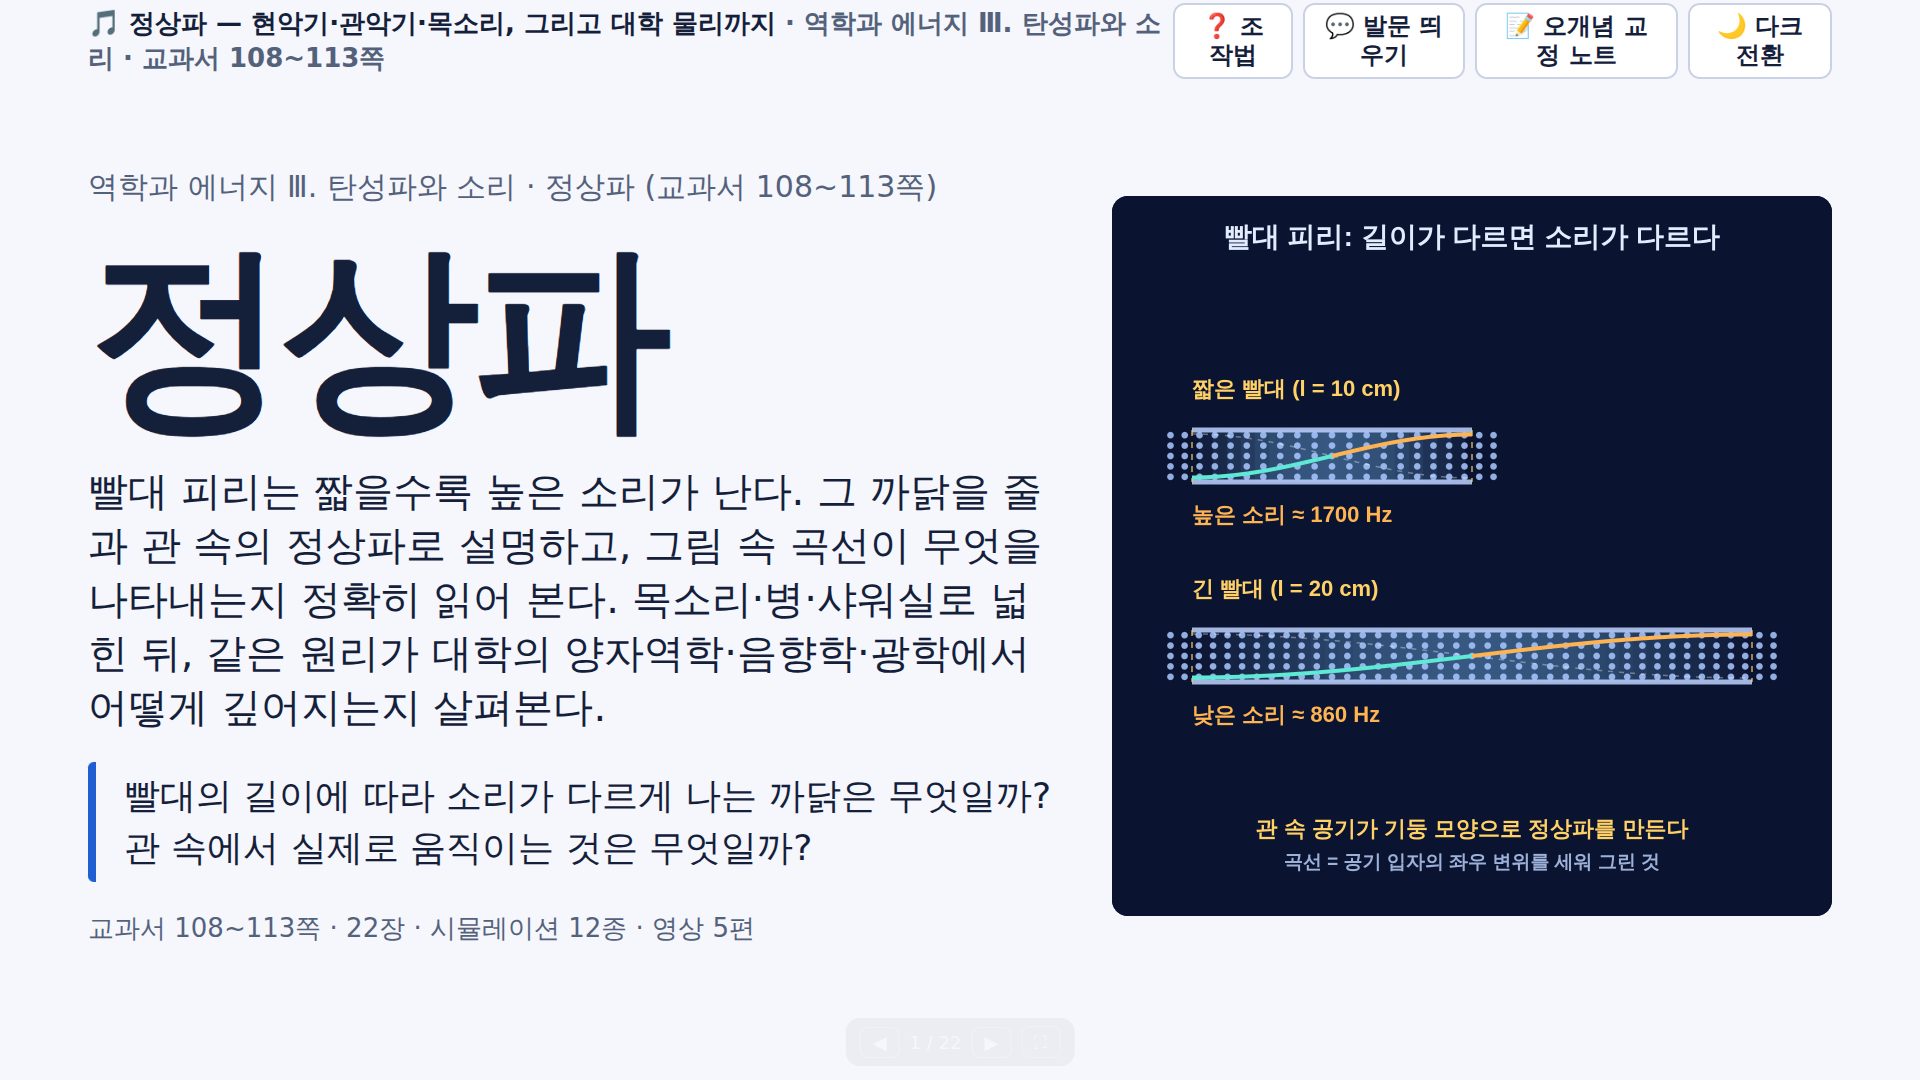 🎵 정상파 — 현악기·관악기·목소리, 그리고 대학 물리까지 · 역학과 에너지 Ⅲ. 탄성파와 소
리 · 교과서 108~113쪽
❓ 조
작법
💬 발문 띄
우기
📝 오개념 교
정 노트
🌙 다크
전환
역학과 에너지 Ⅲ. 탄성파와 소리 · 정상파 (교과서 108~113쪽)
정상파
빨대 피리는 짧을수록 높은 소리가 난다. 그 까닭을 줄
과 관 속의 정상파로 설명하고, 그림 속 곡선이 무엇을
나타내는지 정확히 읽어 본다. 목소리·병·샤워실로 넓
힌 뒤, 같은 원리가 대학의 양자역학·음향학·광학에서
어떻게 깊어지는지 살펴본다.
빨대의 길이에 따라 소리가 다르게 나는 까닭은 무엇일까?
관 속에서 실제로 움직이는 것은 무엇일까?
교과서 108~113쪽 · 22장 · 시뮬레이션 12종 · 영상 5편
빨대 피리: 길이가 다르면 소리가 다르다
짧은 빨대 (l = 10 cm)
높은 소리 ≈ 1700 Hz
긴 빨대 (l = 20 cm)
낮은 소리 ≈ 860 Hz
관 속 공기가 기둥 모양으로 정상파를 만든다
곡선 = 공기 입자의 좌우 변위를 세워 그린 것
◀ 1 / 22 ▶ ⛶